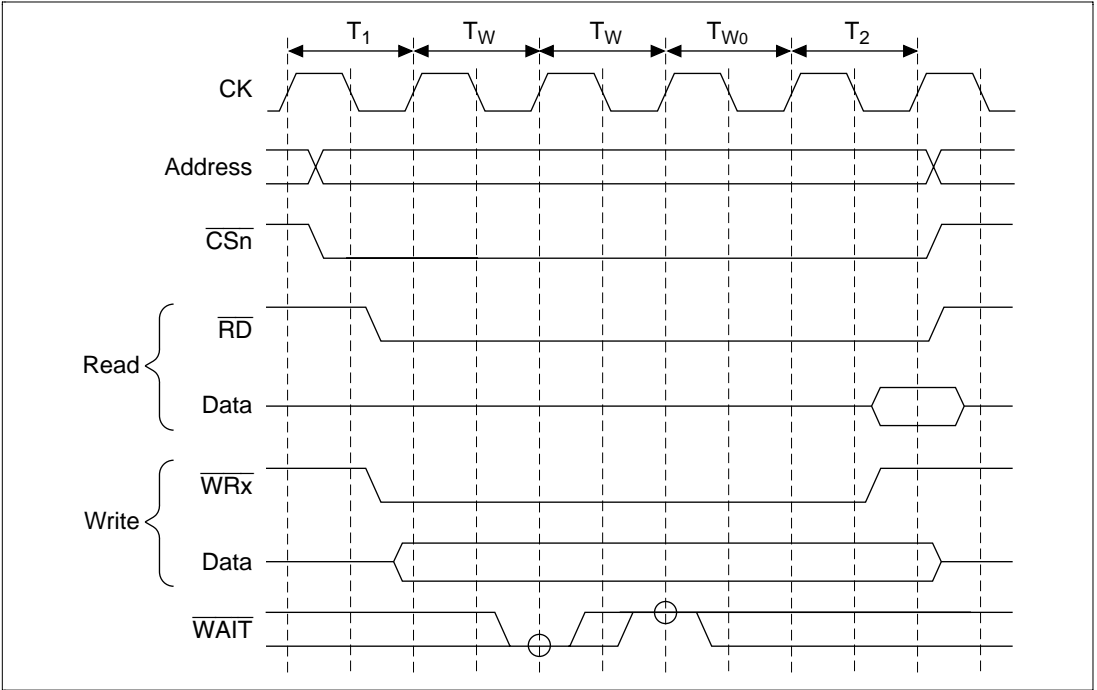 T1 TW TW TW0 T2
CK
Address
CSn
RD
Read
Data
WRx
Write
Data
WAIT